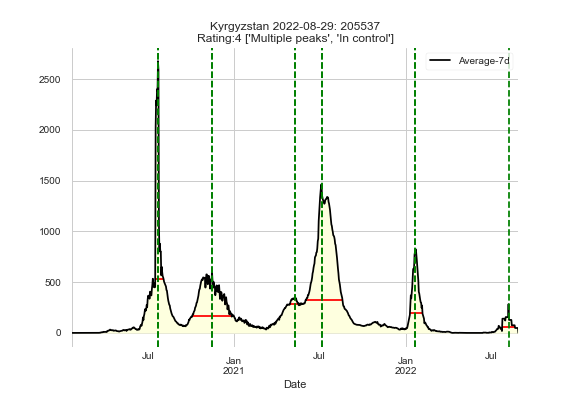 Kyrgyzstan 2022-08-29: 205537
Rating:4 ['Multiple peaks', 'In control']
Average-7d
2500
2000
1500
1000
500
0
Jul
Jan
2021
Jul
Jan
2022
Jul
Date